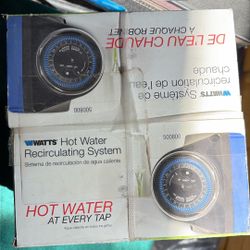 DE L'EAU CHAUDE
A CHAQUE ROBINET
WATTS Système de
recirculation de l'eau
chaude
500800
WATTS Hot Water
Recirculating System
Sistema de recirculación de agua caliente
500800
HOT WATER
AT EVERY TAP